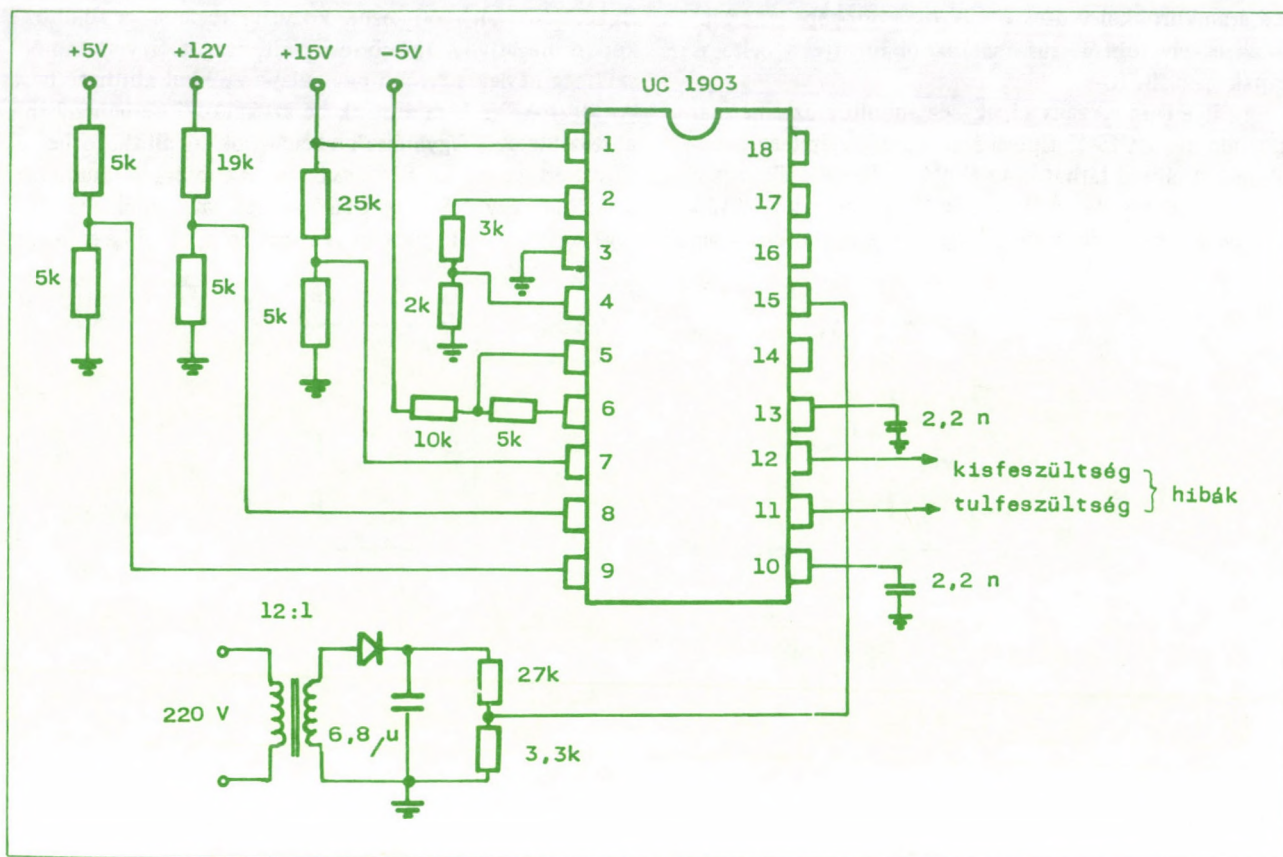 +5V +12V +15V -5V
UC 1903
5k 19k 25k 3k
5k 5k 5k 2k
10k 5k
1 18
2 17
3 16
4 15
5 14
6 13
7 12
8 11
9 10
2,2 n
kisfeszültség
tulfeszültség
hibák
2,2 n
12:1
220 V
6,8/u
27k
3,3k